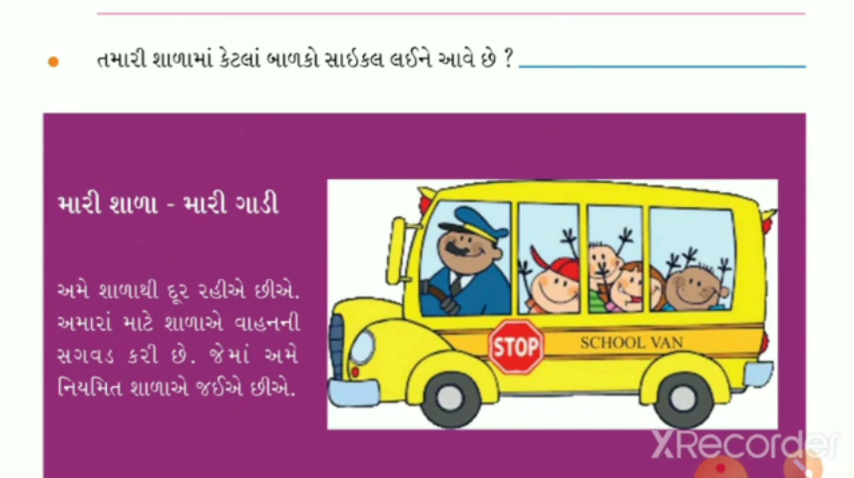 તમારી શાળામાં કેટલાં બાળકો સાઇકલ લઈને આવે છે ?
મારી શાળા - મારી ગાડી
અમે શાળાથી દૂર રહીએ છીએ.
અમારાં માટે શાળાએ વાહનની
સગવડ કરી છે. જેમાં અમે
નિયમિત શાળાએ જઈએ છીએ.
STOP
SCHOOL VAN
XRecorder